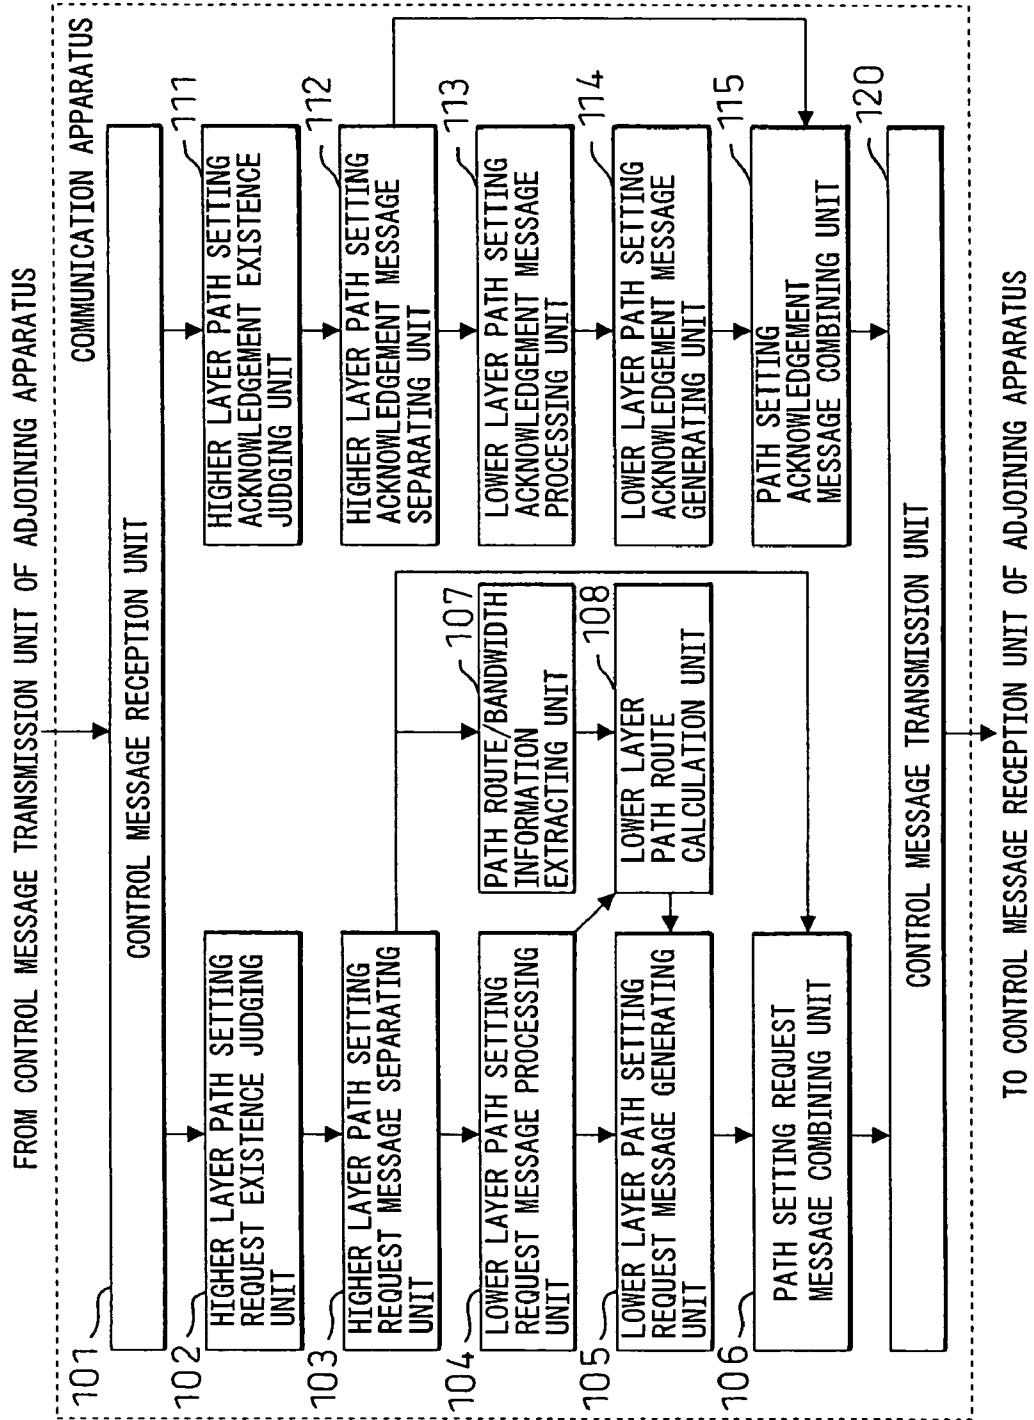 FROM CONTROL MESSAGE TRANSMISSION UNIT OF ADJOINING APPARATUS
COMMUNICATION APPARATUS
101
CONTROL MESSAGE RECEPTION UNIT
102
HIGHER LAYER PATH SETTING
REQUEST EXISTENCE JUDGING
UNIT
103
HIGHER LAYER PATH SETTING
REQUEST MESSAGE SEPARATING
UNIT
104
LOWER LAYER PATH SETTING
REQUEST MESSAGE PROCESSING
UNIT
105
LOWER LAYER PATH SETTING
REQUEST MESSAGE GENERATING
UNIT
106
PATH SETTING REQUEST
MESSAGE COMBINING UNIT
107
PATH ROUTE/BANDWIDTH
INFORMATION
EXTRACTING UNIT
108
LOWER LAYER
PATH ROUTE
CALCULATION UNIT
111
HIGHER LAYER PATH SETTING
ACKNOWLEDGEMENT EXISTENCE
JUDGING UNIT
112
HIGHER LAYER PATH SETTING
ACKNOWLEDGEMENT MESSAGE
SEPARATING UNIT
113
LOWER LAYER PATH SETTING
ACKNOWLEDGEMENT MESSAGE
PROCESSING UNIT
114
LOWER LAYER PATH SETTING
ACKNOWLEDGEMENT MESSAGE
GENERATING UNIT
115
PATH SETTING
ACKNOWLEDGEMENT
MESSAGE COMBINING UNIT
120
CONTROL MESSAGE TRANSMISSION UNIT
TO CONTROL MESSAGE RECEPTION UNIT OF ADJOINING APPARATUS